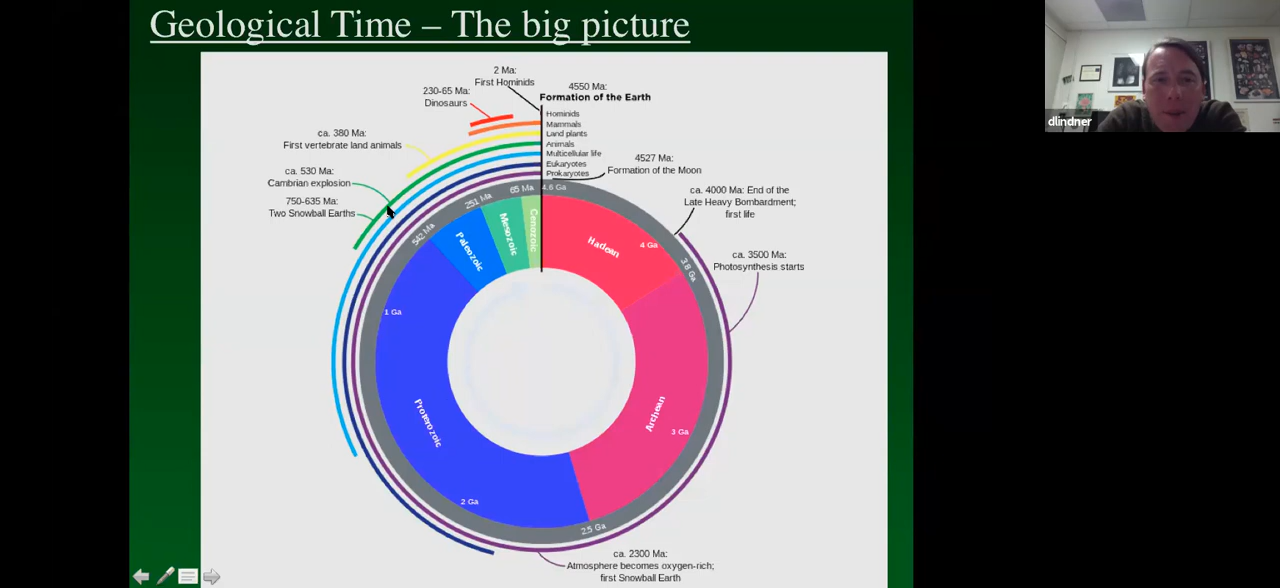 Geological Time – The big picture
dlindner
2 Ma:
First Hominids
4550 Ma:
Formation of the Earth
230-65 Ma:
Dinosaurs
Hominids
Mammals
Land plants
Animals
Multicellular life
Eukaryotes
Prokaryotes
ca. 380 Ma:
First vertebrate land animals
ca. 530 Ma:
Cambrian explosion
750-635 Ma:
Two Snowball Earths
4527 Ma:
Formation of the Moon
ca. 4000 Ma: End of the
Late Heavy Bombardment;
first life
ca. 3500 Ma:
Photosynthesis starts
4.6 Ga
65 Ma
251 Ma
542 Ma
Cenozoic
Mesozoic
Paleozoic
Hadean
4 Ga
3.8 Ga
1 Ga
Proterozoic
Archean
3 Ga
2 Ga
2.5 Ga
ca. 2300 Ma:
Atmosphere becomes oxygen-rich;
first Snowball Earth